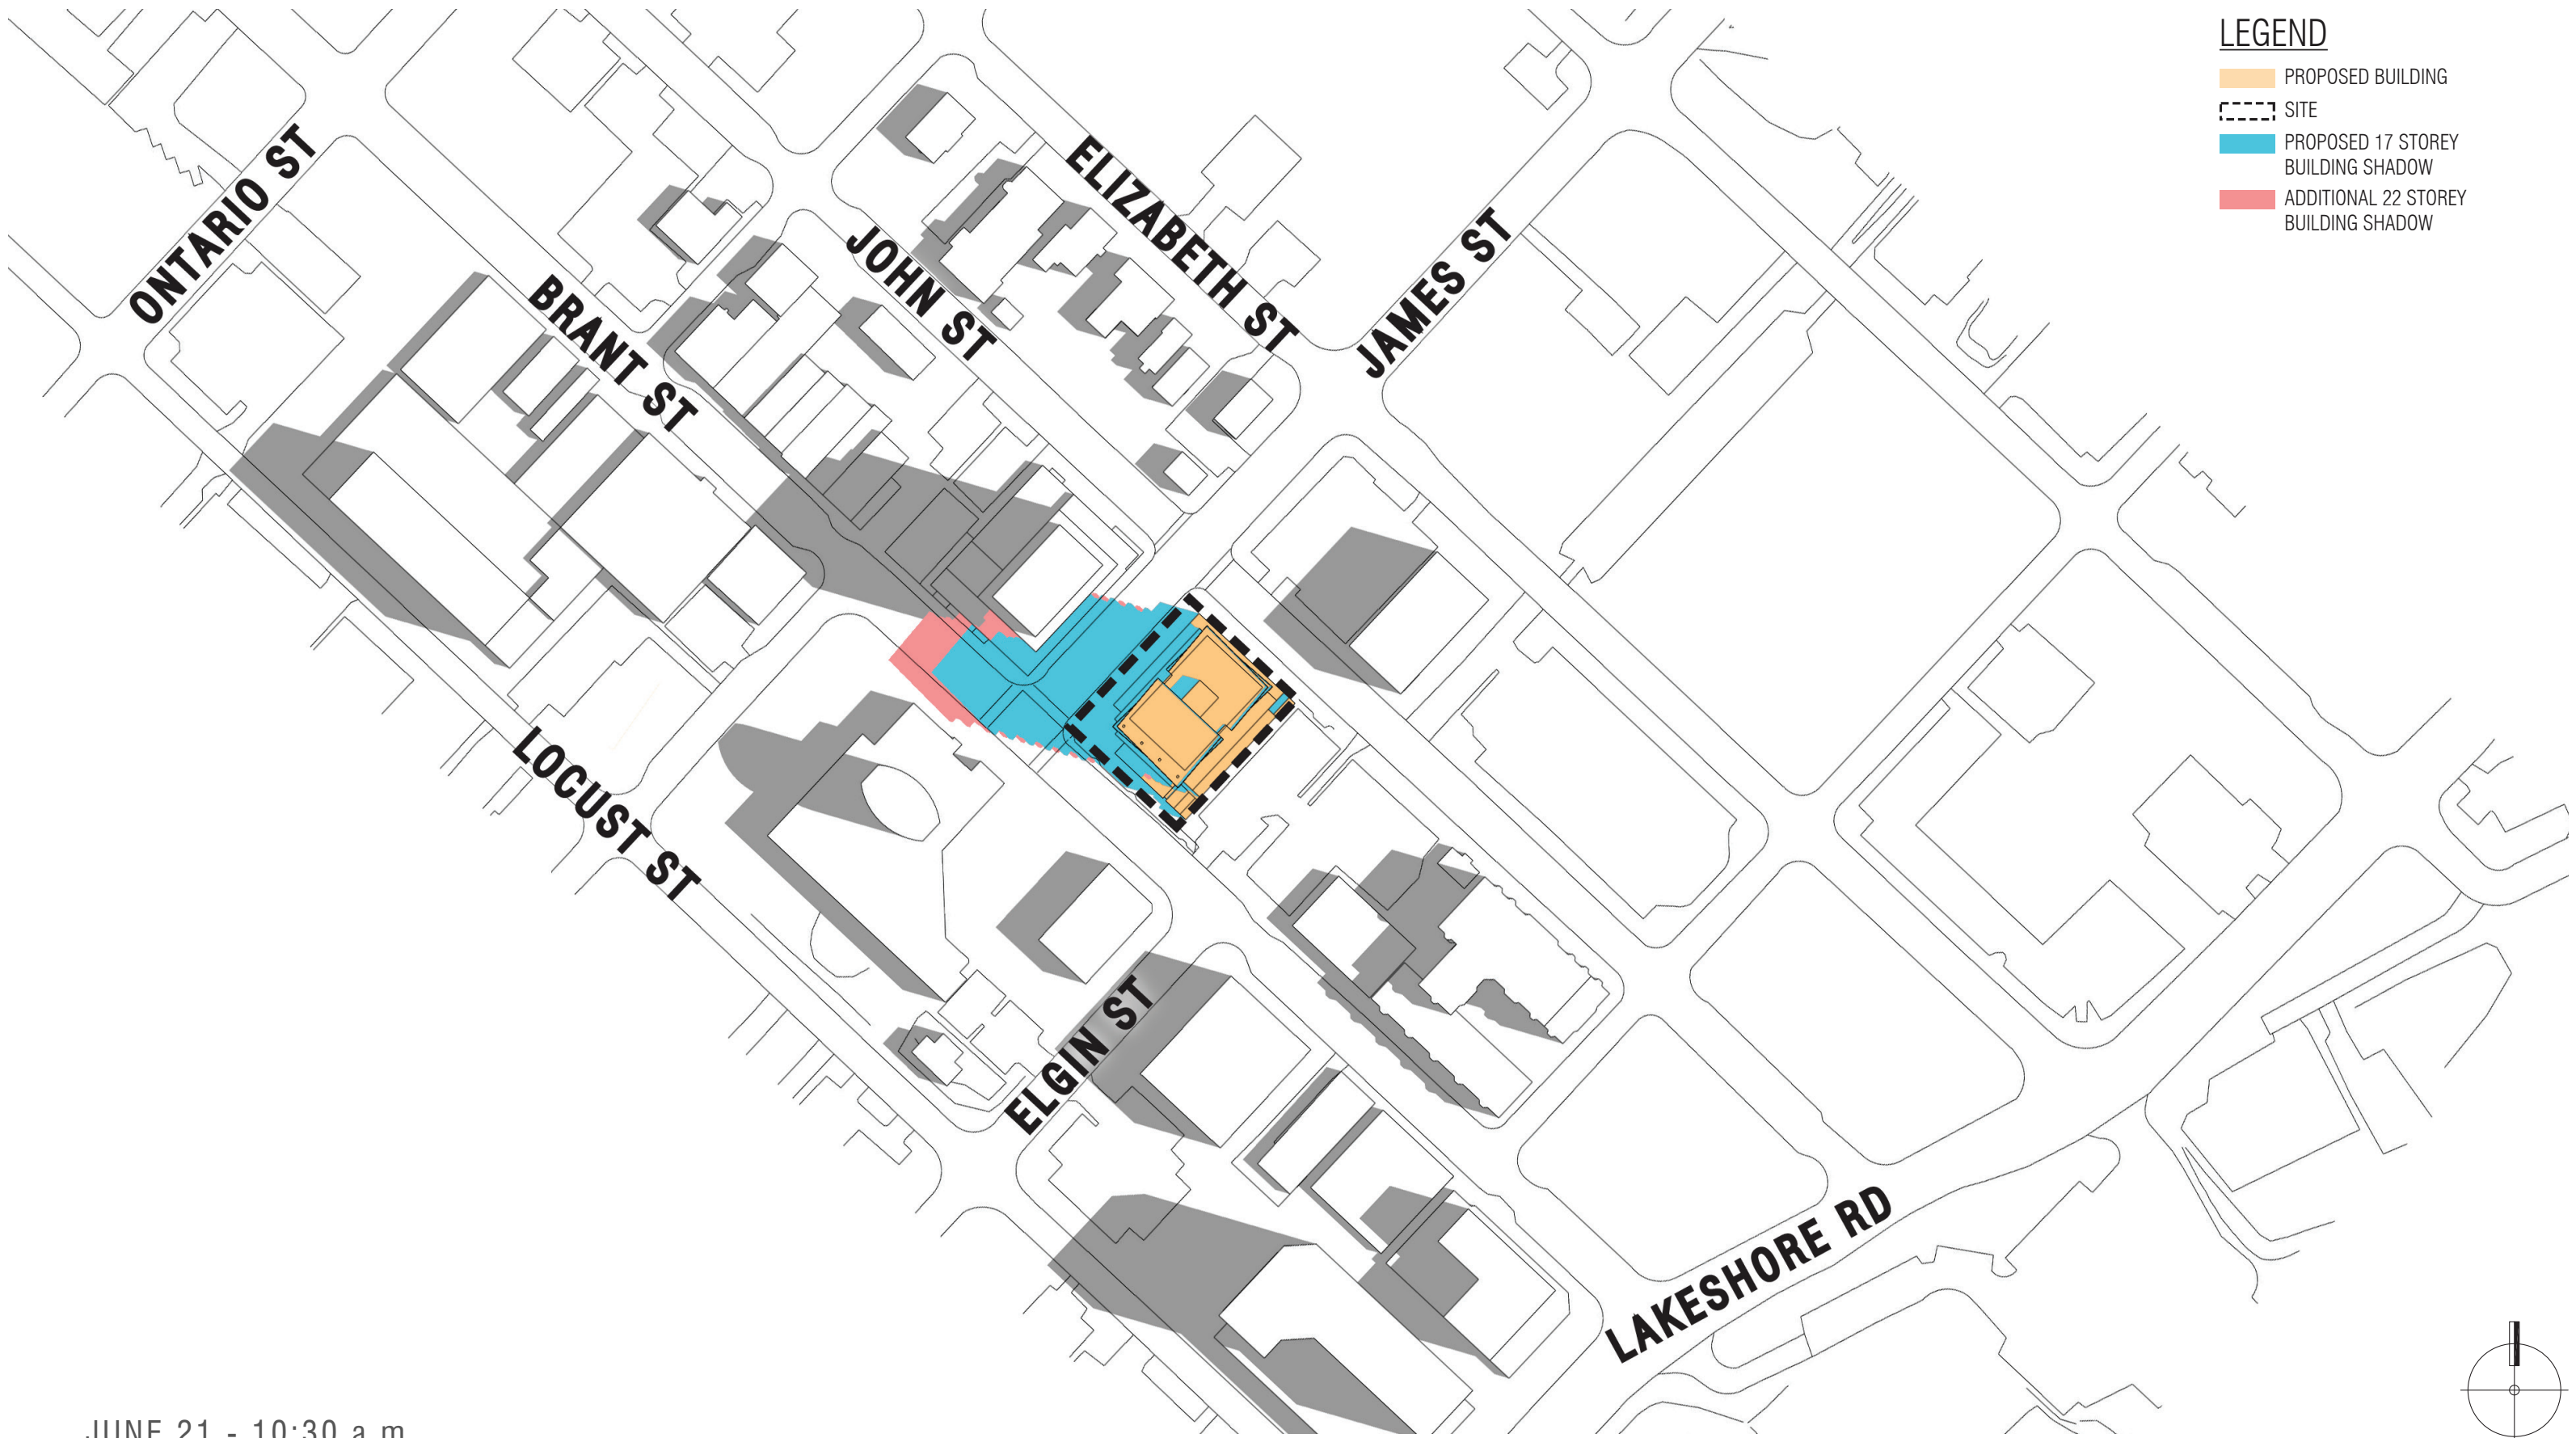 LEGEND
PROPOSED BUILDING
SITE
PROPOSED 17 STOREY
BUILDING SHADOW
ADDITIONAL 22 STOREY
BUILDING SHADOW
ONTARIO ST
ELIZABETH ST
JOHN ST
JAMES ST
BRANT ST
LOCUST ST
ELGIN ST
LAKESHORE RD
JUNE 21 - 10:30 a.m.